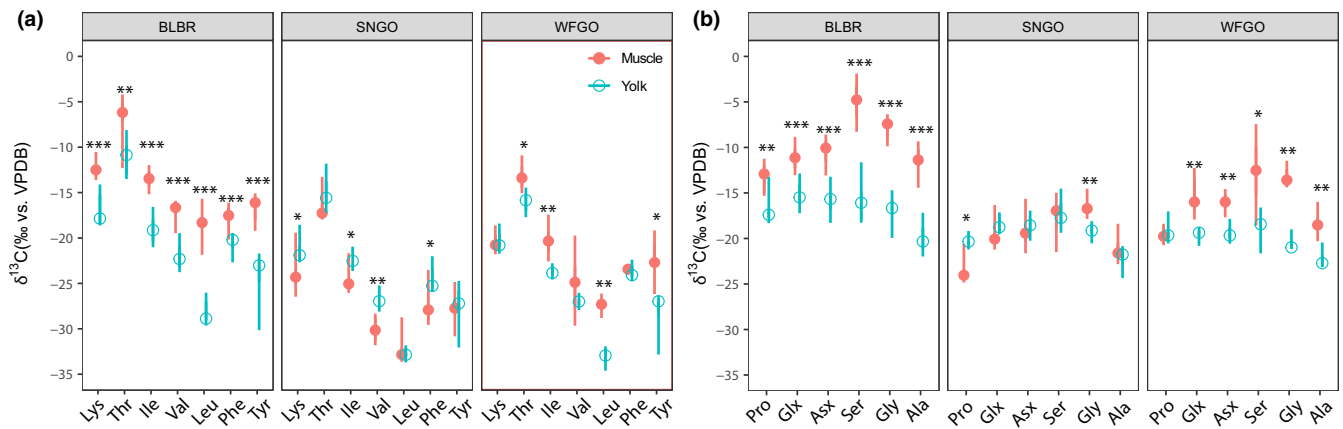 (a)
BLBR
SNGO
WFGO
δ¹³C(‰ vs. VPDB)
0
−5
−10
−15
−20
−25
−30
−35
*** ** *** *** *** *** ***
* * ** *
* ** ** *
Muscle
Yolk
Lys Thr Ile Val Leu Phe Tyr
Lys Thr Ile Val Leu Phe Tyr
Lys Thr Ile Val Leu Phe Tyr
(b)
BLBR
SNGO
WFGO
δ¹³C(‰ vs. VPDB)
0
−5
−10
−15
−20
−25
−30
−35
** *** *** *** *** ***
* **
** ** * ** **
Pro Glx Asx Ser Gly Ala
Pro Glx Asx Ser Gly Ala
Pro Glx Asx Ser Gly Ala